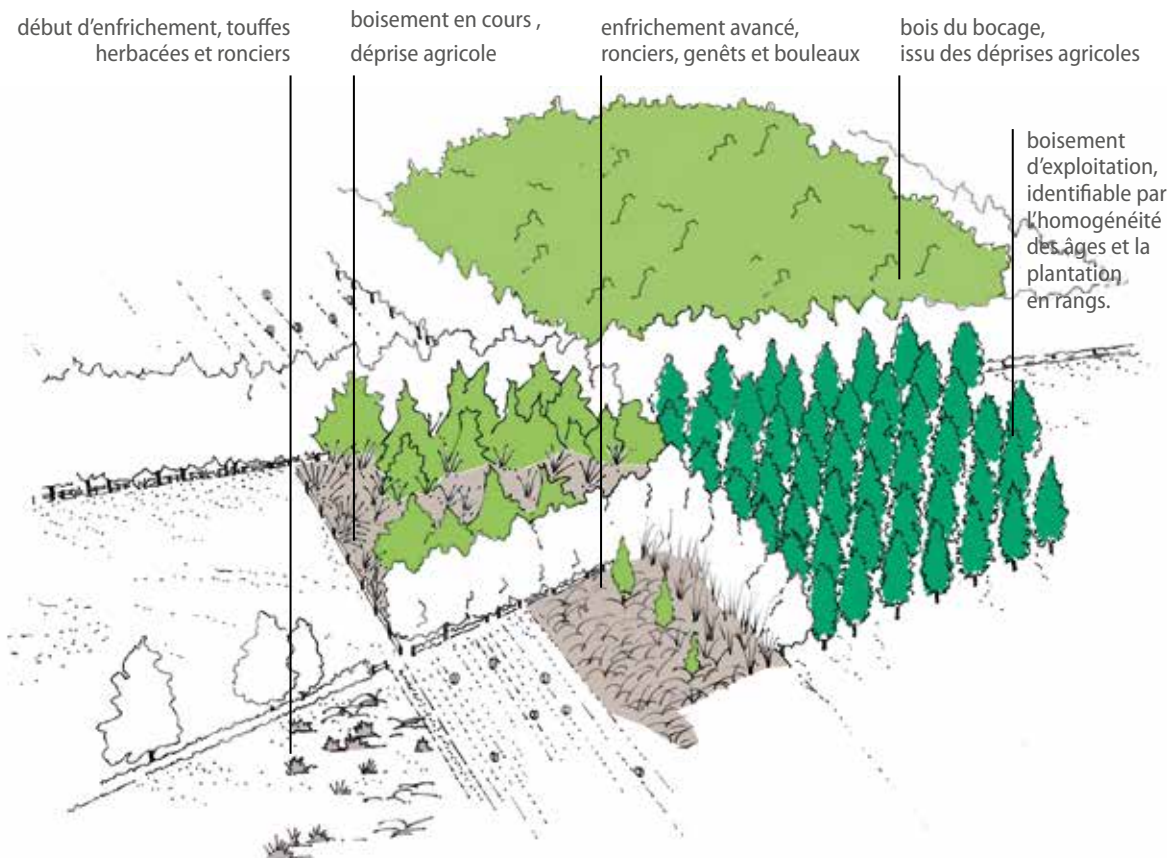 début d’enfrichement, touffes
herbacées et ronciers
boisement en cours ,
déprise agricole
enfrichement avancé,
ronciers, genêts et bouleaux
bois du bocage,
issu des déprises agricoles
boisement
d’exploitation,
identifiable par
l’homogénéité
des âges et la
plantation
en rangs.